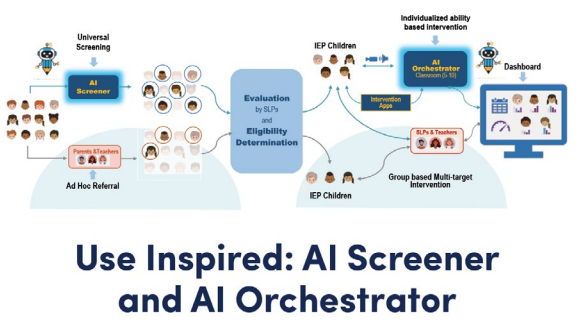 Universal
Screening
AI
Screener
Parents &Teachers
Ad Hoc Referral
Evaluation
by SLPs
and
Eligibility
Determination
IEP Children
IEP Children
Individualized ability
based intervention
AI
Orchestrator
Classroom (5-10)
Intervention
Apps
SLPs & Teachers
Group based Multi-target
Intervention
Dashboard
Use Inspired: AI Screener
and AI Orchestrator